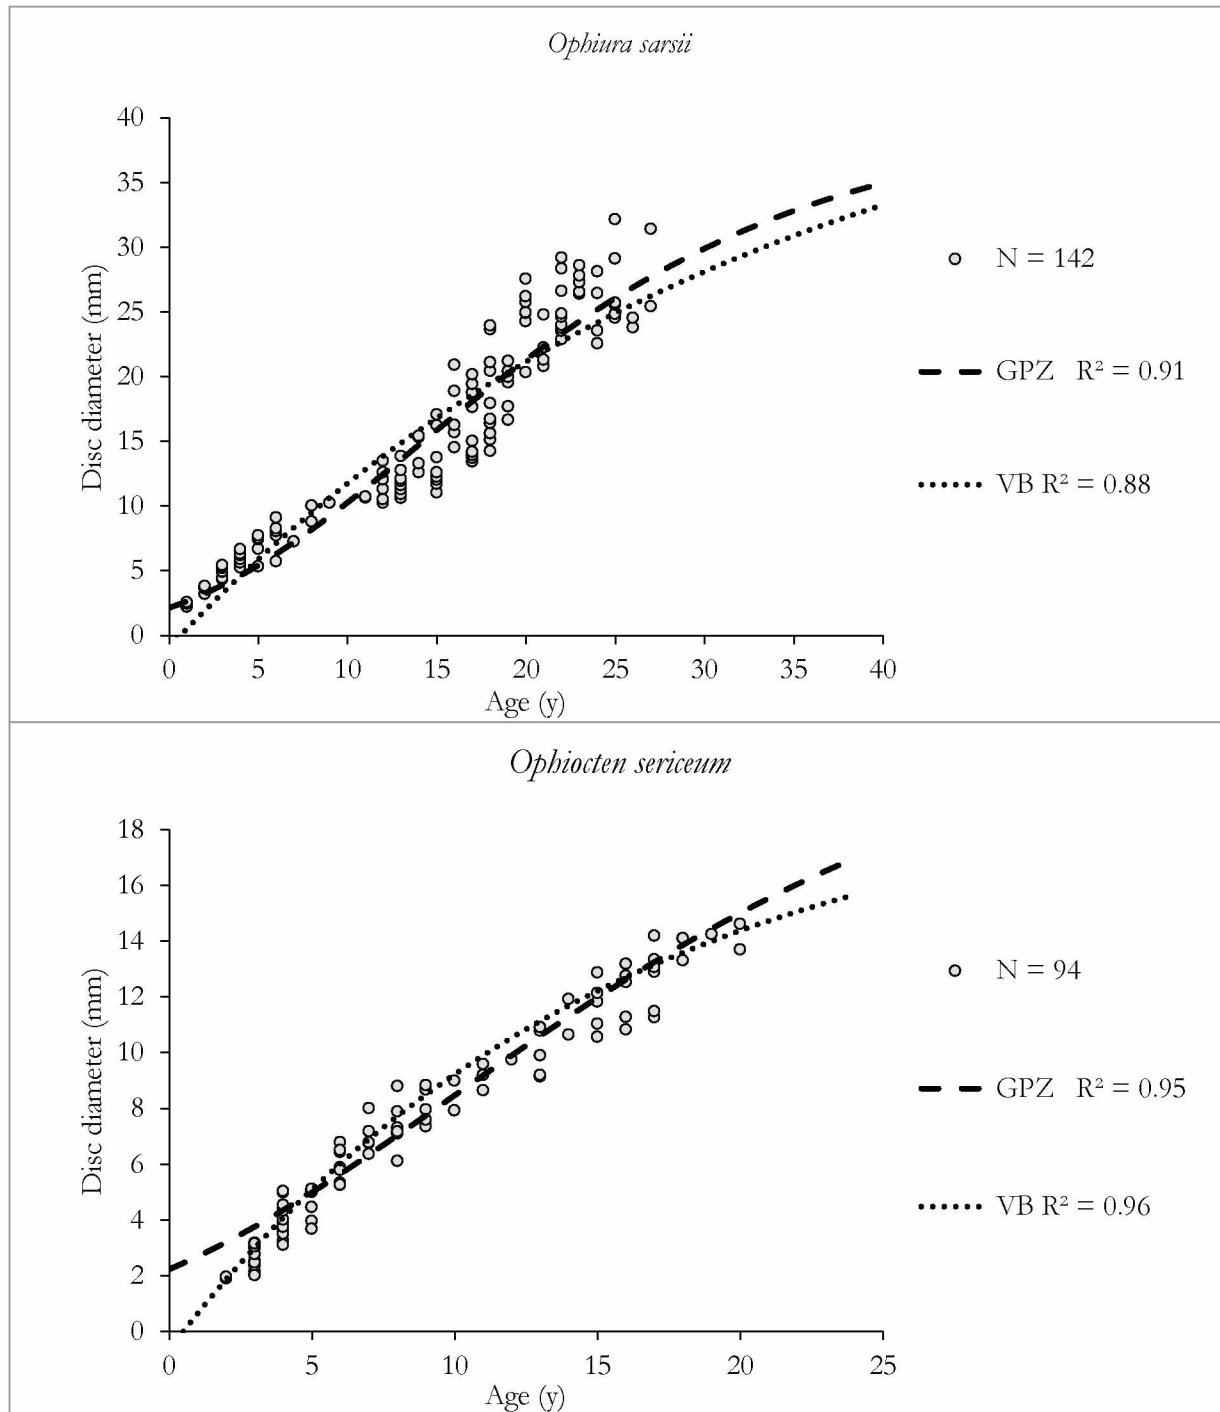 Ophiura sarsii
40
35
30
25
20
15
10
5
0
Disc diameter (mm)
0 5 10 15 20 25 30 35 40
Age (y)
N = 142
GPZ R² = 0.91
VB R² = 0.88
Ophiocten sericeum
18
16
14
12
10
8
6
4
2
0
Disc diameter (mm)
0 5 10 15 20 25
Age (y)
N = 94
GPZ R² = 0.95
VB R² = 0.96